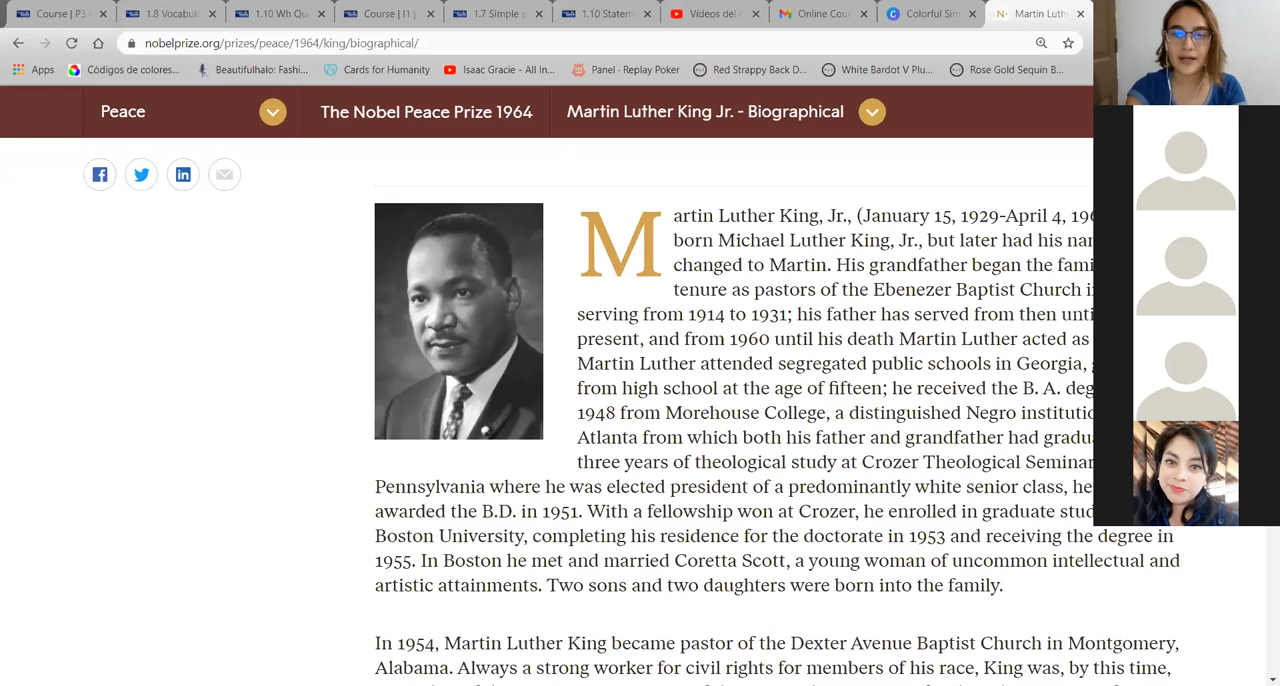 Course | P3 |
1.8 Vocabul
1.10 Wh Qu
Course | I1 |
1.7 Simple p
1.10 Statem
Vídeos del c
Online Cour
Colorful Sim
Martin Luth
nobelprize.org/prizes/peace/1964/king/biographical/
Apps
Códigos de colores...
Beautifulhalo: Fashi...
Cards for Humanity
Isaac Gracie - All In...
Panel · Replay Poker
Red Strappy Back D...
White Bardot V Plu...
Rose Gold Sequin B...
Peace
The Nobel Peace Prize 1964
Martin Luther King Jr. - Biographical
Martin Luther King, Jr., (January 15, 1929-April 4, 196
born Michael Luther King, Jr., but later had his nar
changed to Martin. His grandfather began the fami
tenure as pastors of the Ebenezer Baptist Church i
serving from 1914 to 1931; his father has served from then unti
present, and from 1960 until his death Martin Luther acted as
Martin Luther attended segregated public schools in Georgia,
from high school at the age of fifteen; he received the B. A. deg
1948 from Morehouse College, a distinguished Negro institutio
Atlanta from which both his father and grandfather had gradu
three years of theological study at Crozer Theological Seminar
Pennsylvania where he was elected president of a predominantly white senior class, he
awarded the B.D. in 1951. With a fellowship won at Crozer, he enrolled in graduate stud
Boston University, completing his residence for the doctorate in 1953 and receiving the degree in
1955. In Boston he met and married Coretta Scott, a young woman of uncommon intellectual and
artistic attainments. Two sons and two daughters were born into the family.
In 1954, Martin Luther King became pastor of the Dexter Avenue Baptist Church in Montgomery,
Alabama. Always a strong worker for civil rights for members of his race, King was, by this time,